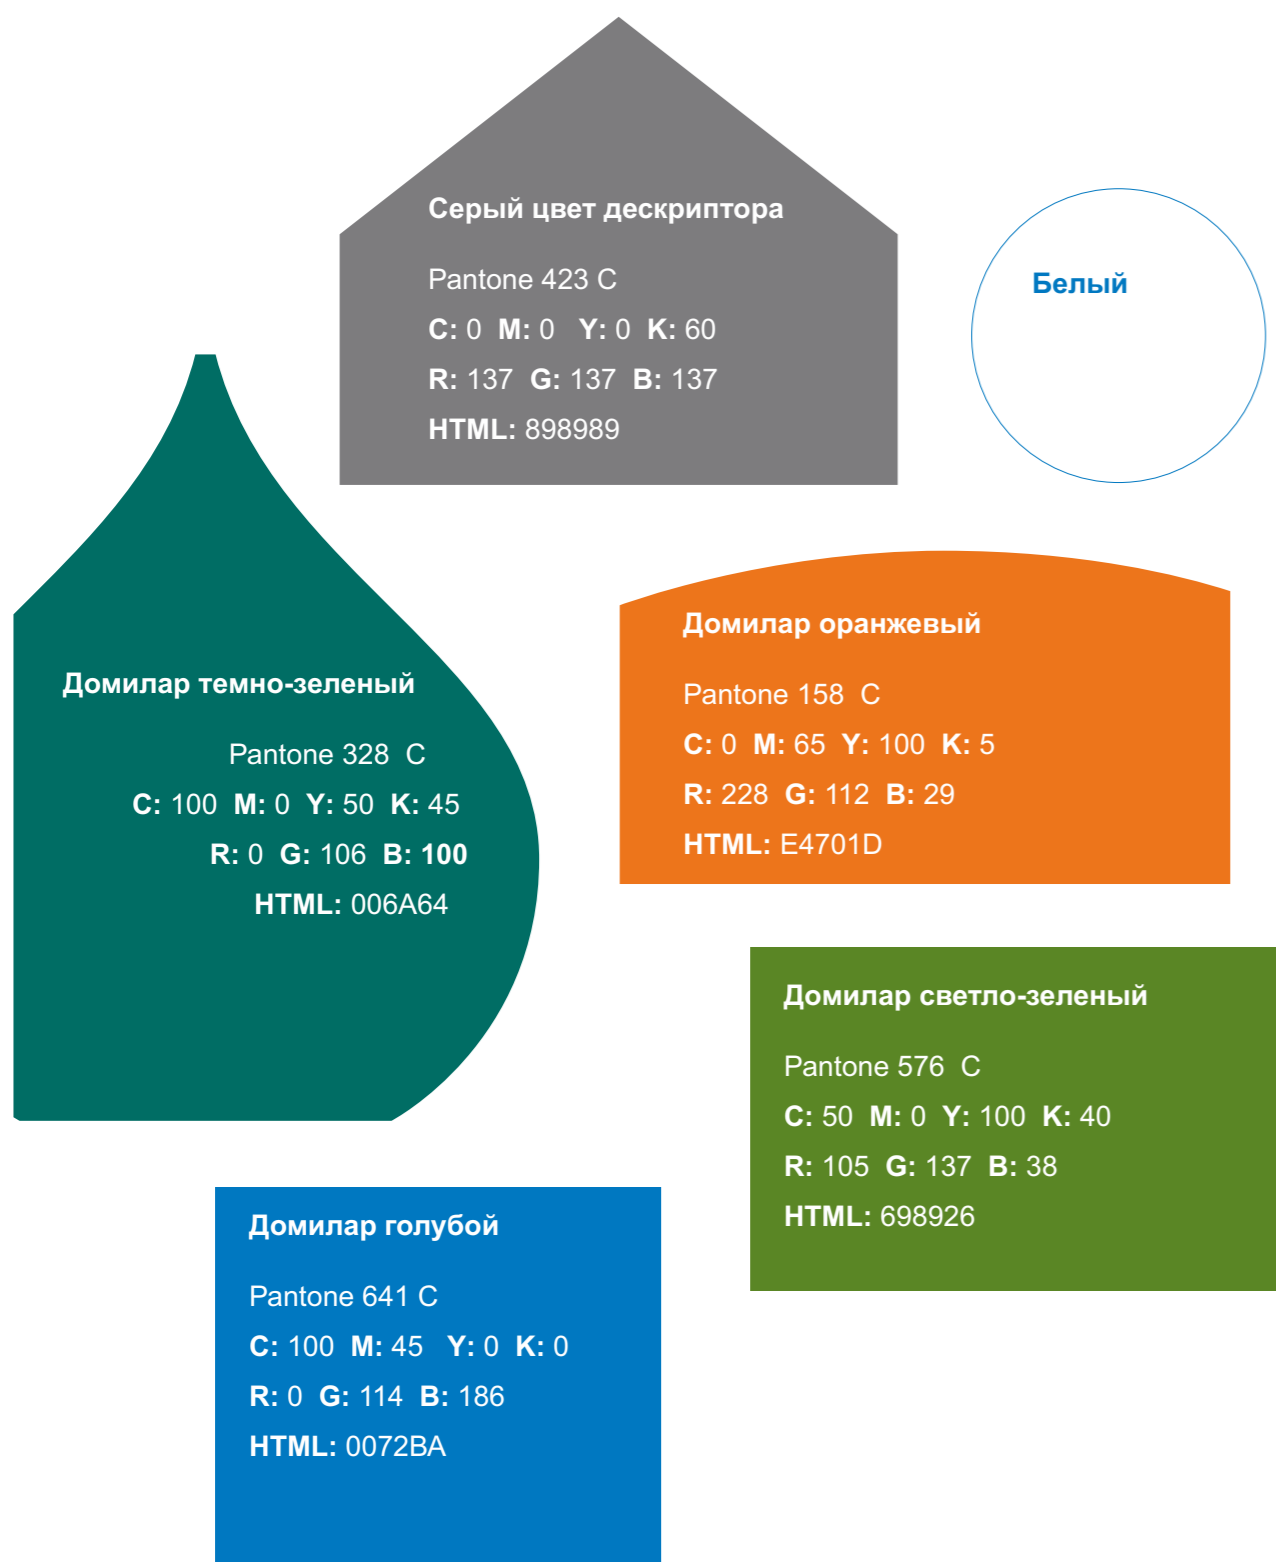 Серый цвет дескриптора
Pantone 423 C
C: 0 M: 0 Y: 0 K: 60
R: 137 G: 137 B: 137
HTML: 898989
Белый
Домилар темно-зеленый
Pantone 328 C
C: 100 M: 0 Y: 50 K: 45
R: 0 G: 106 B: 100
HTML: 006A64
Домилар оранжевый
Pantone 158 C
C: 0 M: 65 Y: 100 K: 5
R: 228 G: 112 B: 29
HTML: E4701D
Домилар светло-зеленый
Pantone 576 C
C: 50 M: 0 Y: 100 K: 40
R: 105 G: 137 B: 38
HTML: 698926
Домилар голубой
Pantone 641 C
C: 100 M: 45 Y: 0 K: 0
R: 0 G: 114 B: 186
HTML: 0072BA